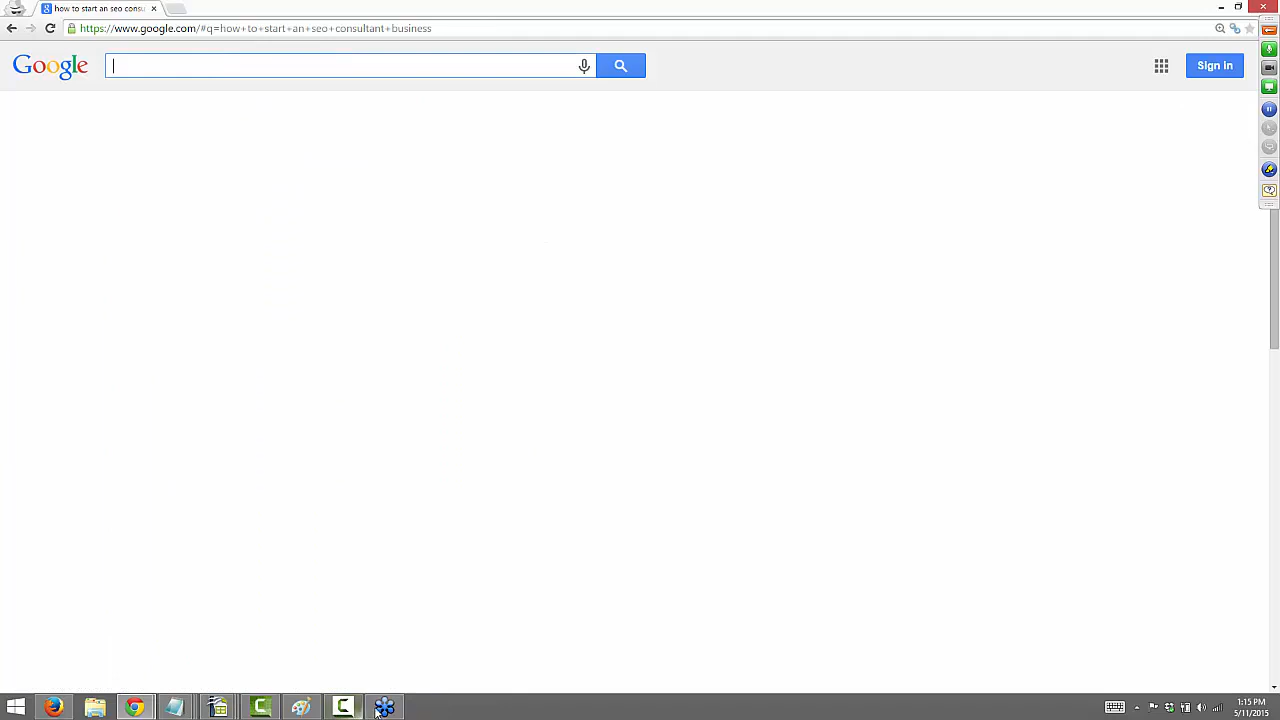 how to start an seo consu
https://www.google.com/#q=how+to+start+an+seo+consultant+business
Google
Sign in
1:15 PM
5/11/2015